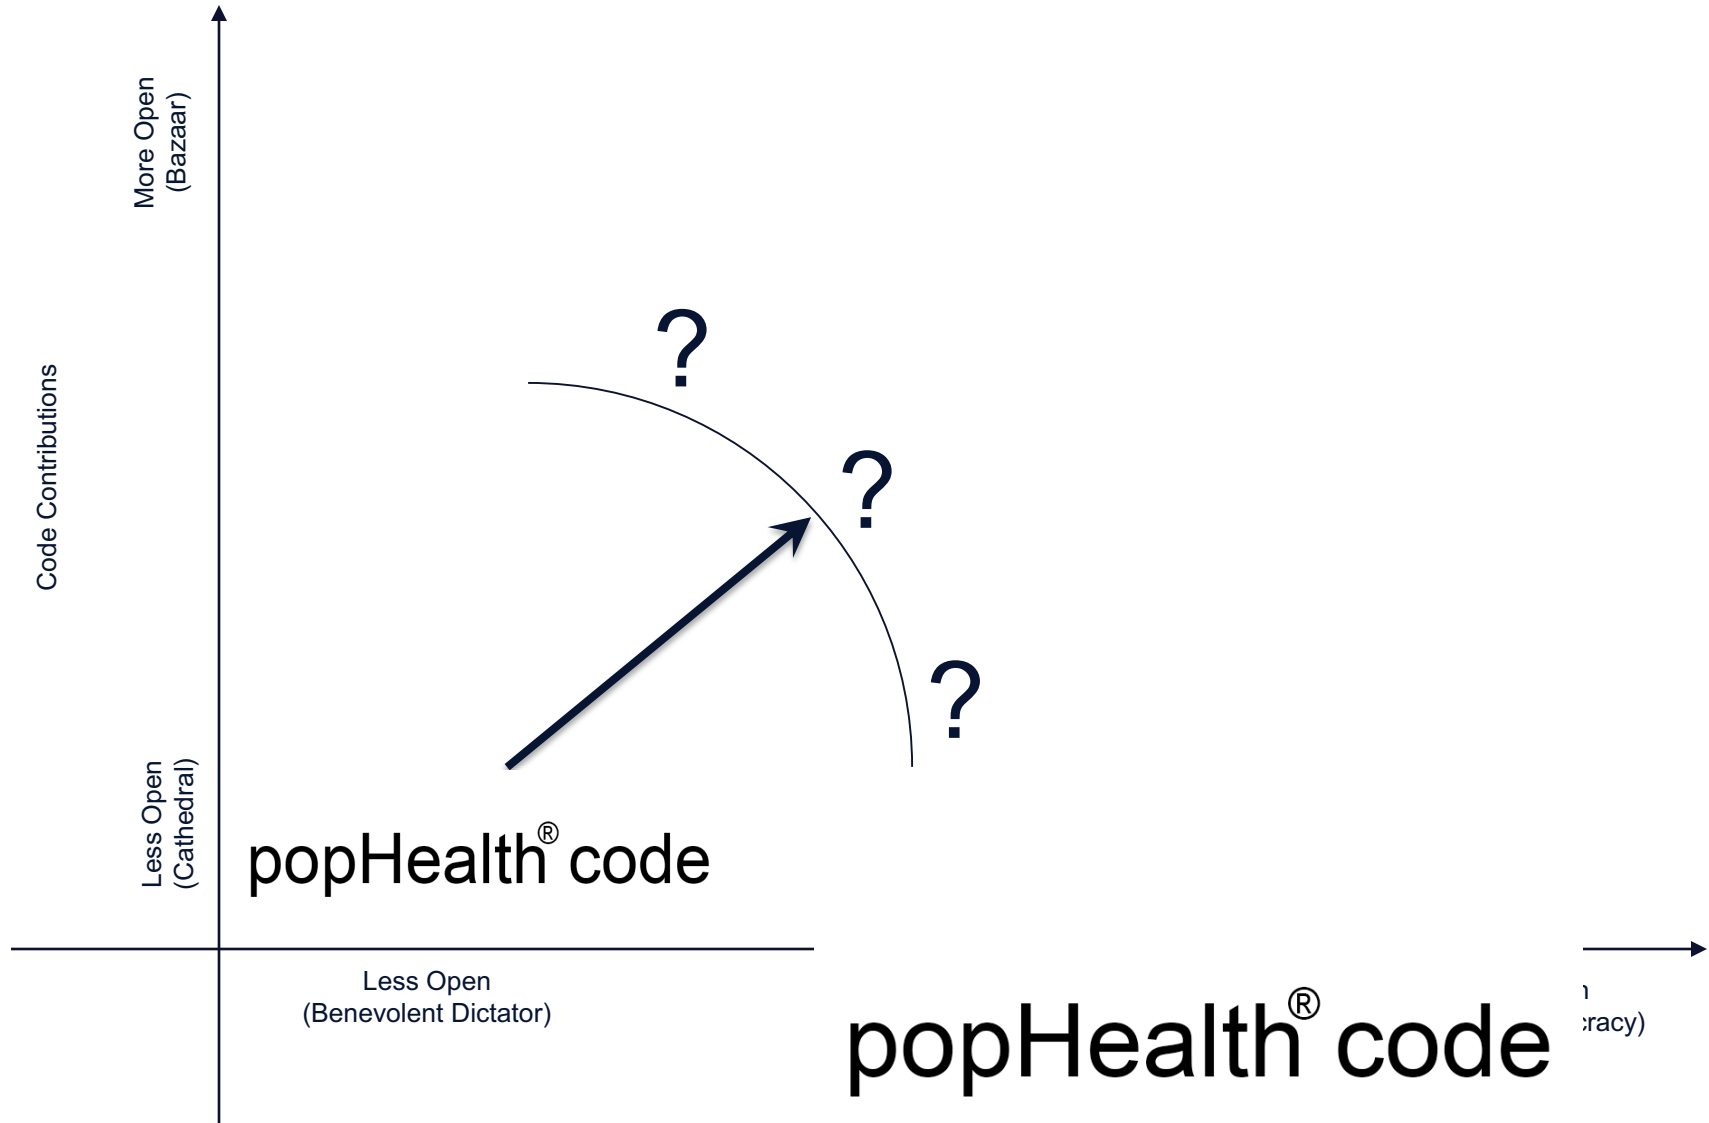 More Open
(Bazaar)
?
?
Code Contributions
?
Less Open
(Cathedral)
popHealth® code
Less Open
(Benevolent Dictator)
popHealth® code